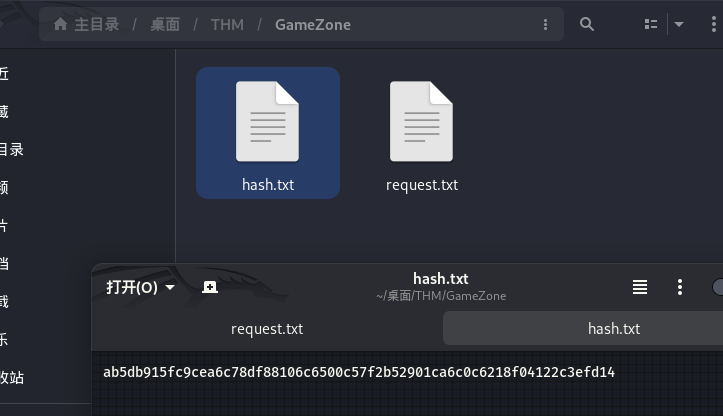 主目录 / 桌面 / THM / GameZone
近
藏
目录
频
片
档
载
乐
收站
hash.txt
request.txt
打开(O)
hash.txt
~/桌面/THM/GameZone
request.txt
hash.txt
ab5db915fc9cea6c78df88106c6500c57f2b52901ca6c0c6218f04122c3efd14